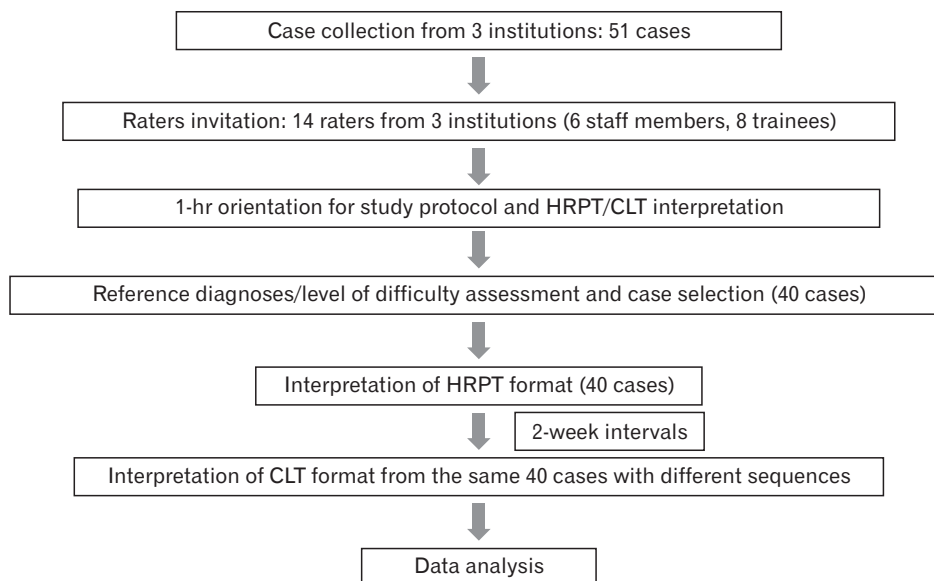 Case collection from 3 institutions: 51 cases
Raters invitation: 14 raters from 3 institutions (6 staff members, 8 trainees)
1-hr orientation for study protocol and HRPT/CLT interpretation
Reference diagnoses/level of difficulty assessment and case selection (40 cases)
Interpretation of HRPT format (40 cases)
2-week intervals
Interpretation of CLT format from the same 40 cases with different sequences
Data analysis